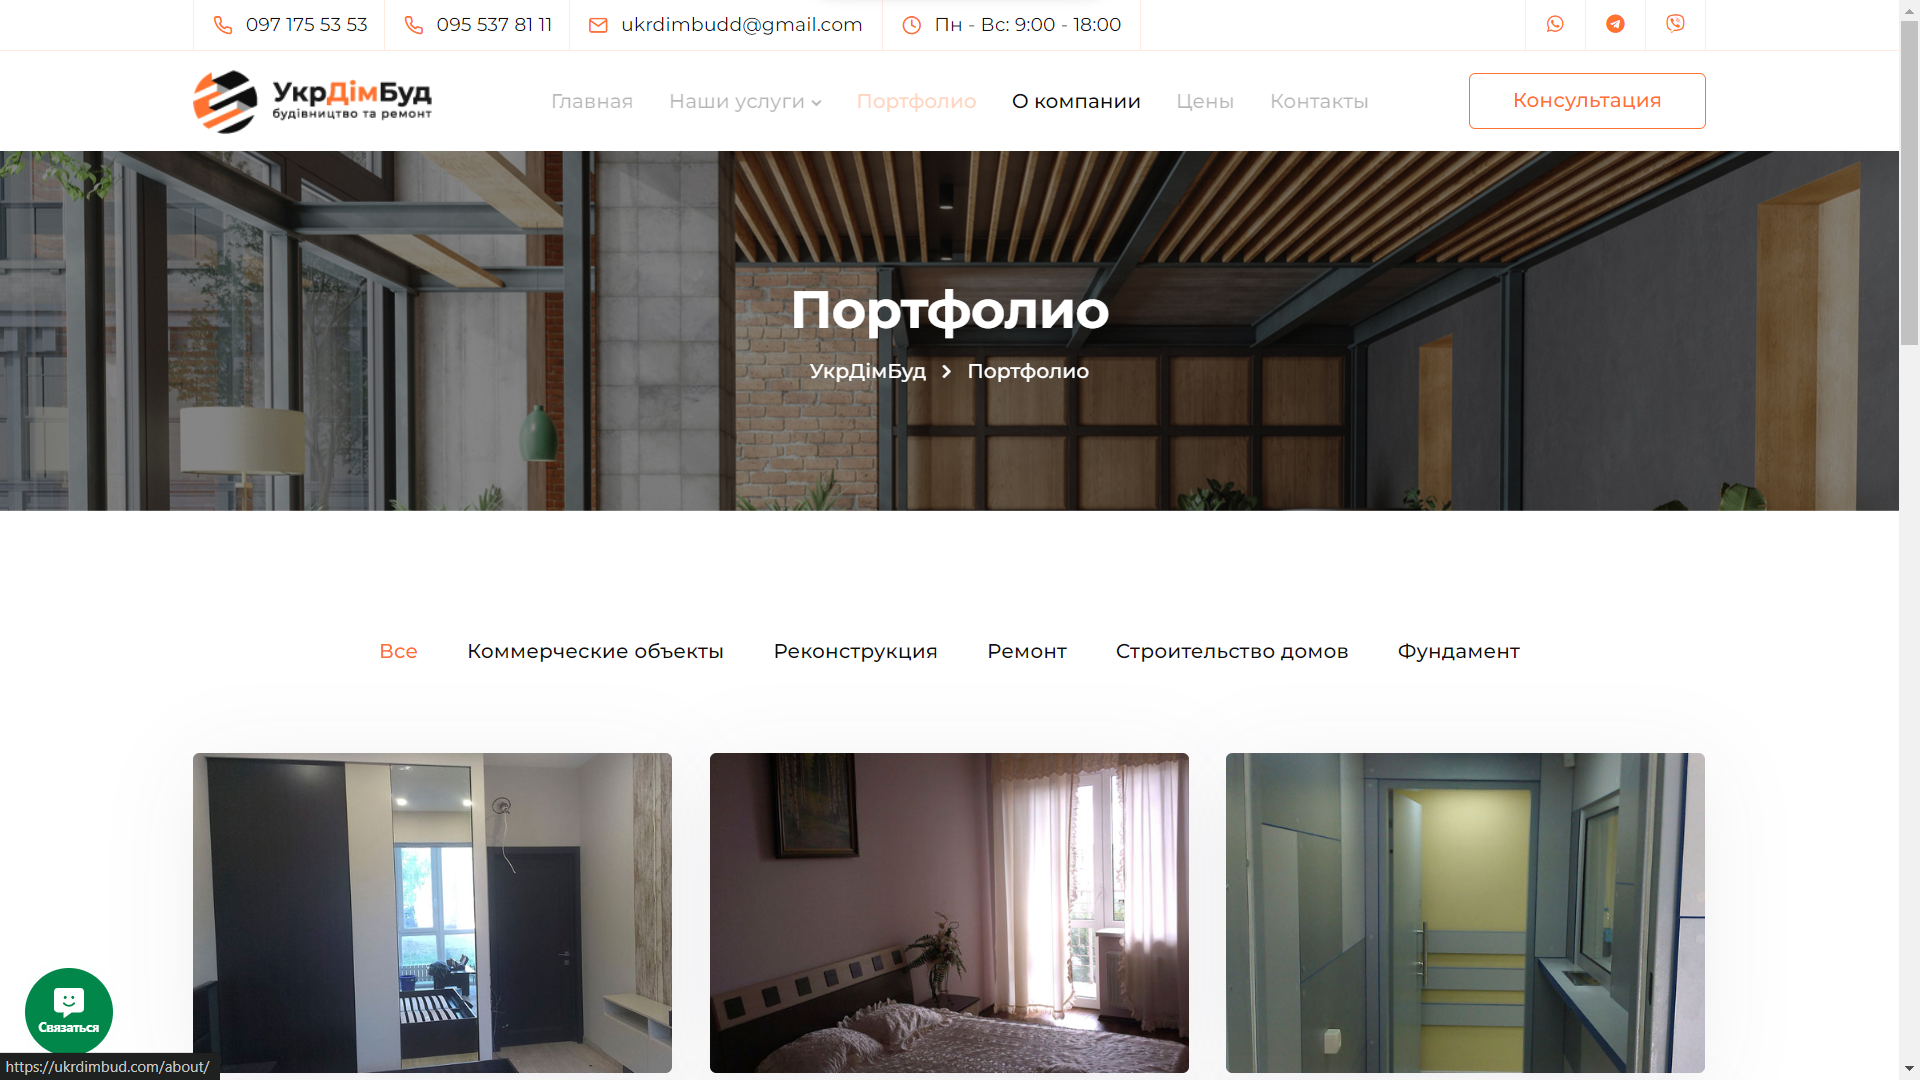 097 175 53 53
095 537 81 11
ukrdimbudd@gmail.com
Пн - Вс: 9:00 - 18:00
УкрДімБуд
будівництво та ремонт
Главная
Наши услуги
Портфолио
О компании
Цены
Контакты
Консультация
Портфолио
УкрДімБуд
Портфолио
Все
Коммерческие объекты
Реконструкция
Ремонт
Строительство домов
Фундамент
Связаться
https://ukrdimbud.com/about/